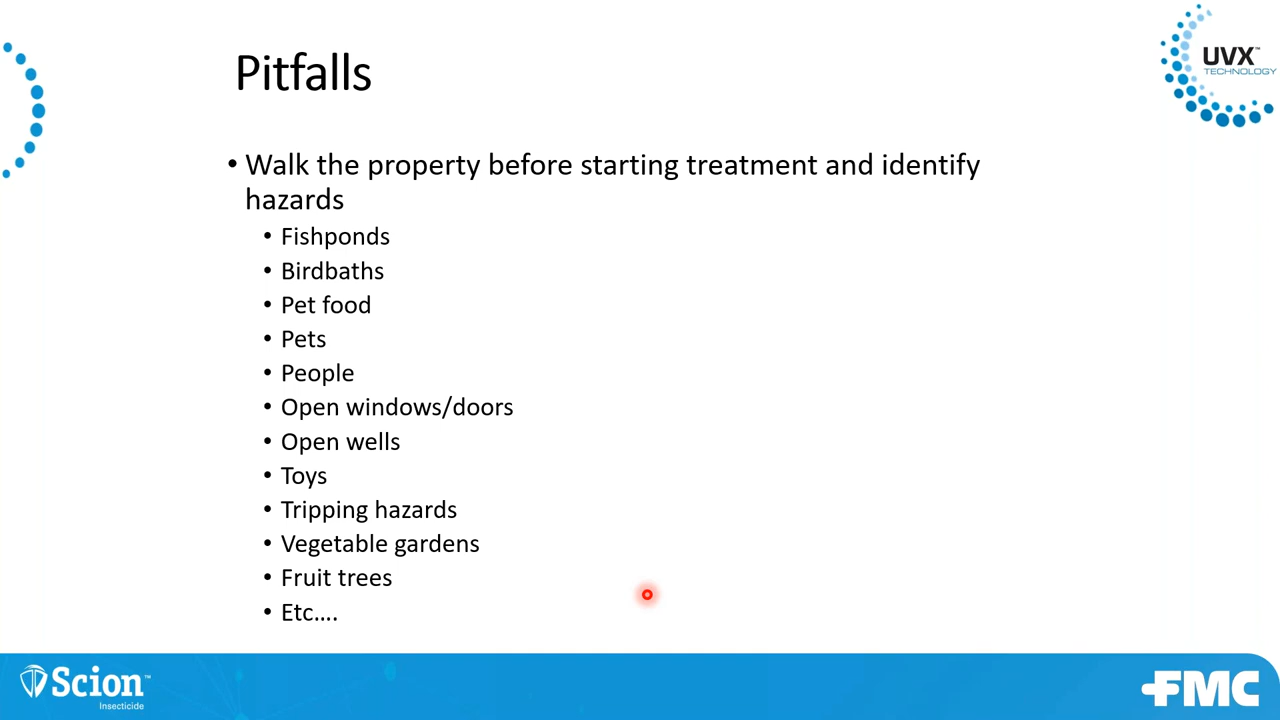 Pitfalls
UVX™
TECHNOLOGY
• Walk the property before starting treatment and identify
hazards
• Fishponds
• Birdbaths
• Pet food
• Pets
• People
• Open windows/doors
• Open wells
• Toys
• Tripping hazards
• Vegetable gardens
• Fruit trees
• Etc....
Scion™
Insecticide
FMC